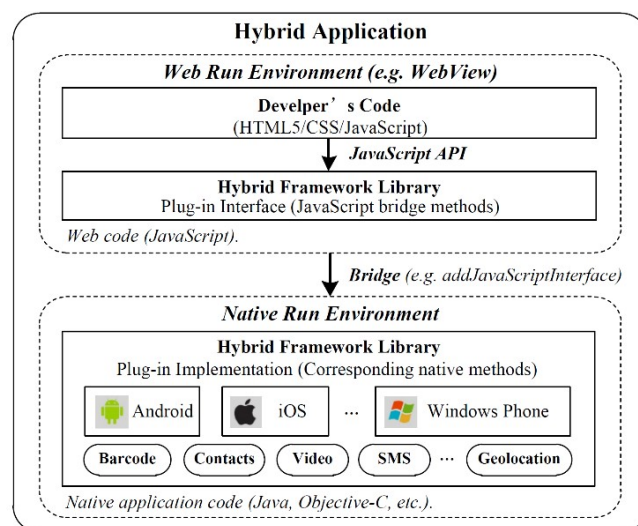 Hybrid Application
Web Run Environment (e.g. WebView)
Develper's Code
(HTML5/CSS/JavaScript)
JavaScript API
Hybrid Framework Library
Plug-in Interface (JavaScript bridge methods)
Web code (JavaScript).
Bridge (e.g. addJavaScriptInterface)
Native Run Environment
Hybrid Framework Library
Plug-in Implementation (Corresponding native methods)
Android iOS ··· Windows Phone
Barcode Contacts Video SMS ··· Geolocation
Native application code (Java, Objective-C, etc.).